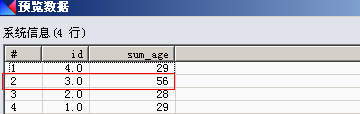 预览数据
系统信息(4 行)
# id sum_age
1 4.0 29
2 3.0 56
3 2.0 28
4 1.0 29